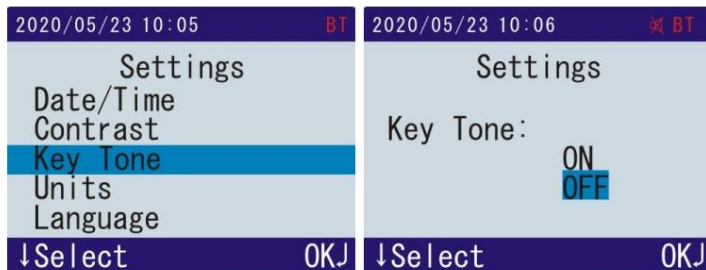 2020/05/23 10:05 BT
Settings
Date/Time
Contrast
Key Tone
Units
Language
↓Select OK↲
2020/05/23 10:06 BT
Settings
Key Tone:
ON
OFF
↓Select OK↲